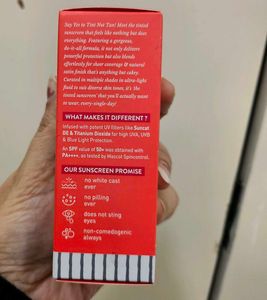 Say Yes to Tint Not Tan! Meet the tinted
sunscreen that feels like nothing but does
everything. Featuring a gorgeous,
do-it-all formula, it not only delivers
powerful protection but also blends
effortlessly for sheer coverage & natural
satin finish that's anything but cakey.
Curated in multiple shades in ultra-light
fluid to suit diverse skin tones, it's 'the
tinted sunscreen' that you'll actually want
to wear, every-single-day!
WHAT MAKES IT DIFFERENT ?
Infused with potent UV filters like Suncat
DE & Titanium Dioxide for high UVA, UVB
& Blue Light Protection.
An SPF value of 50+ was obtained with
PA++++, as tested by Mascot Spincontrol.
OUR SUNSCREEN PROMISE
no white cast
ever
no pilling
ever
does not sting
eyes
non-comedogenic
always